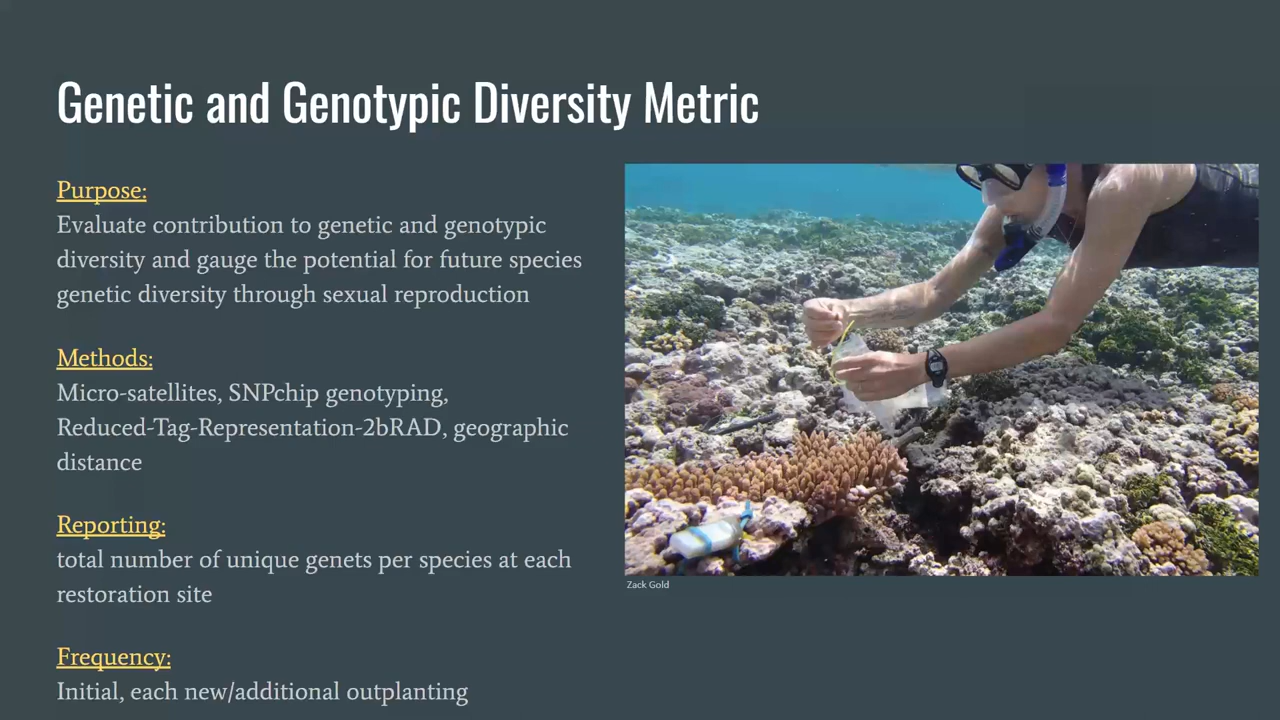 Genetic and Genotypic Diversity Metric
Purpose:
Evaluate contribution to genetic and genotypic
diversity and gauge the potential for future species
genetic diversity through sexual reproduction
Methods:
Micro-satellites, SNPchip genotyping,
Reduced-Tag-Representation-2bRAD, geographic
distance
Reporting:
total number of unique genets per species at each
restoration site
Frequency:
Initial, each new/additional outplanting
Zack Gold